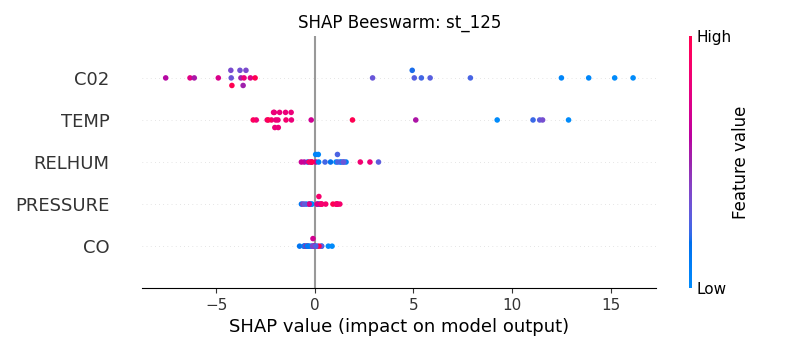 SHAP Beeswarm: st_125
High
C02
TEMP
RELHUM
PRESSURE
CO
Feature value
Low
−5
0
5
10
15
SHAP value (impact on model output)